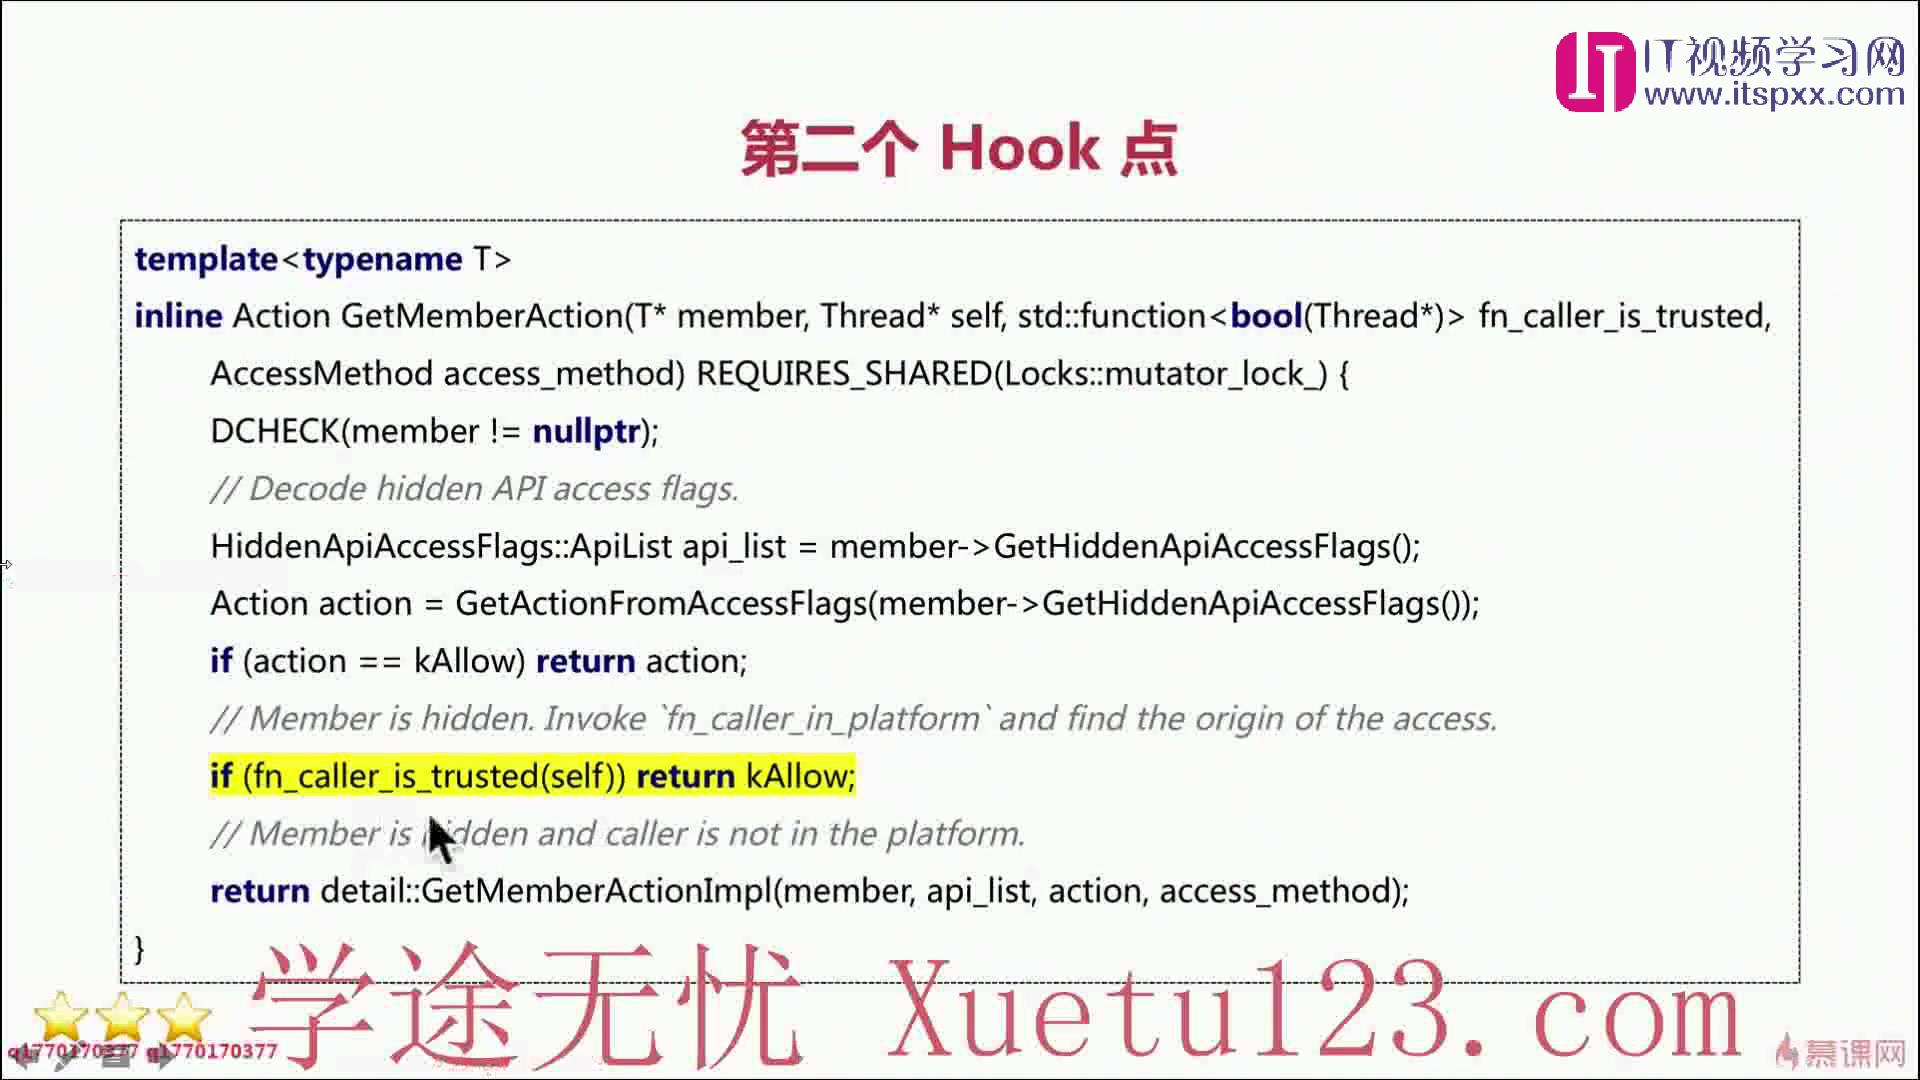 IT视频学习网
www.itspxx.com
第二个 Hook 点
template<typename T>
inline Action GetMemberAction(T* member, Thread* self, std::function<bool(Thread*)> fn_caller_is_trusted,
AccessMethod access_method) REQUIRES_SHARED(Locks::mutator_lock_) {
DCHECK(member != nullptr);
// Decode hidden API access flags.
HiddenApiAccessFlags::ApiList api_list = member->GetHiddenApiAccessFlags();
Action action = GetActionFromAccessFlags(member->GetHiddenApiAccessFlags());
if (action == kAllow) return action;
// Member is hidden. Invoke `fn_caller_in_platform` and find the origin of the access.
if (fn_caller_is_trusted(self)) return kAllow;
// Member is hidden and caller is not in the platform.
return detail::GetMemberActionImpl(member, api_list, action, access_method);
}
学途无忧 Xuetu123.com
q1770170377 q1770170377
慕课网